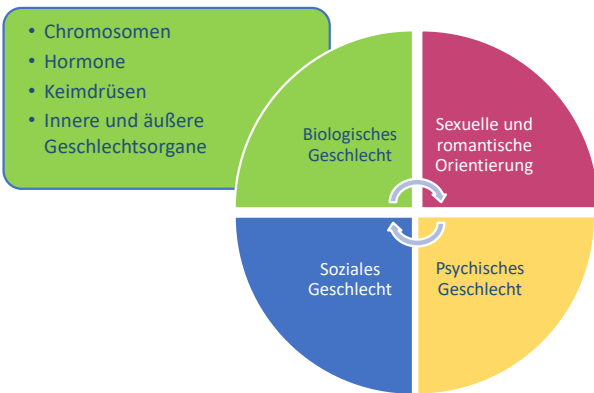 • Chromosomen
• Hormone
• Keimdrüsen
• Innere und äußere
Geschlechtsorgane
Biologisches
Geschlecht
Sexuelle und
romantische
Orientierung
Soziales
Geschlecht
Psychisches
Geschlecht